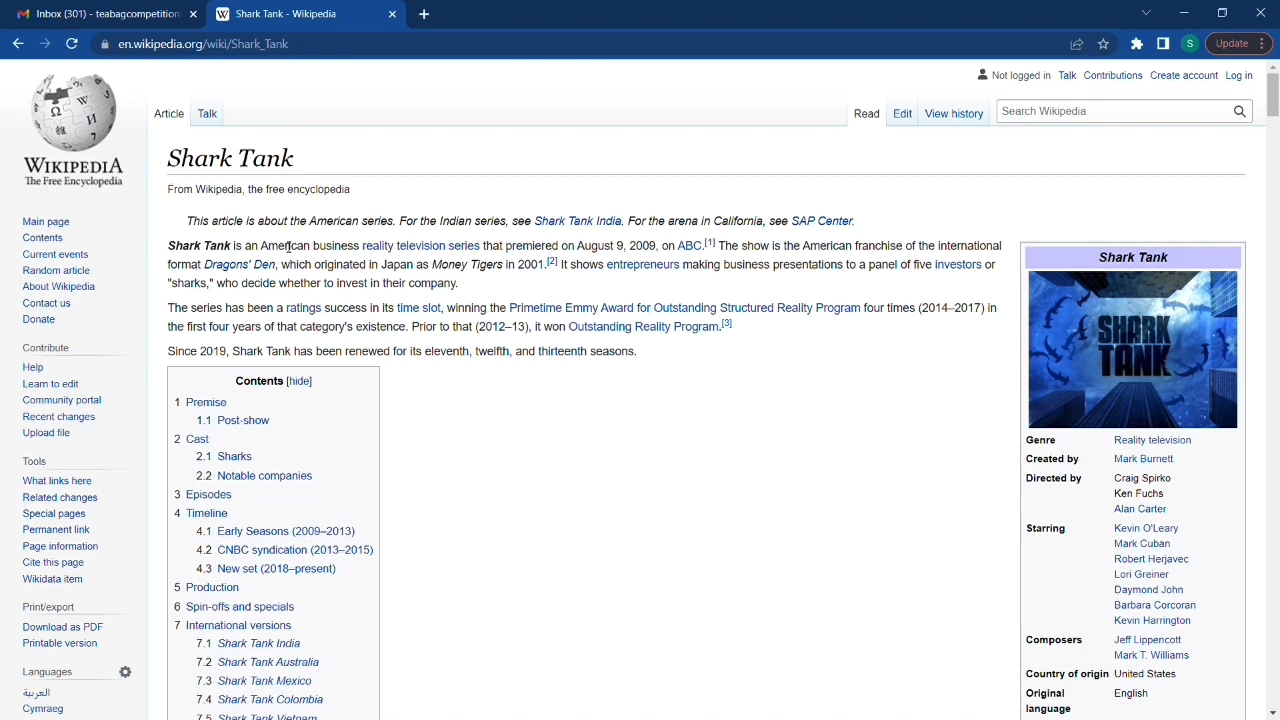 Inbox (301) - teabagcompetition
Shark Tank - Wikipedia
en.wikipedia.org/wiki/Shark_Tank
S
Update
Not logged in Talk Contributions Create account Log in
Article Talk
Read Edit View history
Search Wikipedia
WIKIPEDIA
The Free Encyclopedia
Main page
Contents
Current events
Random article
About Wikipedia
Contact us
Donate
Contribute
Help
Learn to edit
Community portal
Recent changes
Upload file
Tools
What links here
Related changes
Special pages
Permanent link
Page information
Cite this page
Wikidata item
Print/export
Download as PDF
Printable version
Languages
العربية
Cymraeg
Shark Tank
From Wikipedia, the free encyclopedia
This article is about the American series. For the Indian series, see Shark Tank India. For the arena in California, see SAP Center.
Shark Tank is an American business reality television series that premiered on August 9, 2009, on ABC.[1] The show is the American franchise of the international
format Dragons' Den, which originated in Japan as Money Tigers in 2001.[2] It shows entrepreneurs making business presentations to a panel of five investors or
"sharks," who decide whether to invest in their company.
The series has been a ratings success in its time slot, winning the Primetime Emmy Award for Outstanding Structured Reality Program four times (2014–2017) in
the first four years of that category's existence. Prior to that (2012–13), it won Outstanding Reality Program.[3]
Since 2019, Shark Tank has been renewed for its eleventh, twelfth, and thirteenth seasons.
Contents [hide]
1 Premise
1.1 Post-show
2 Cast
2.1 Sharks
2.2 Notable companies
3 Episodes
4 Timeline
4.1 Early Seasons (2009–2013)
4.2 CNBC syndication (2013–2015)
4.3 New set (2018–present)
5 Production
6 Spin-offs and specials
7 International versions
7.1 Shark Tank India
7.2 Shark Tank Australia
7.3 Shark Tank Mexico
7.4 Shark Tank Colombia
7.5 Shark Tank Vietnam
Shark Tank
SHARK
TANK
Genre Reality television
Created by Mark Burnett
Directed by Craig Spirko
Ken Fuchs
Alan Carter
Starring Kevin O'Leary
Mark Cuban
Robert Herjavec
Lori Greiner
Daymond John
Barbara Corcoran
Kevin Harrington
Composers Jeff Lippencott
Mark T. Williams
Country of origin United States
Original English
language